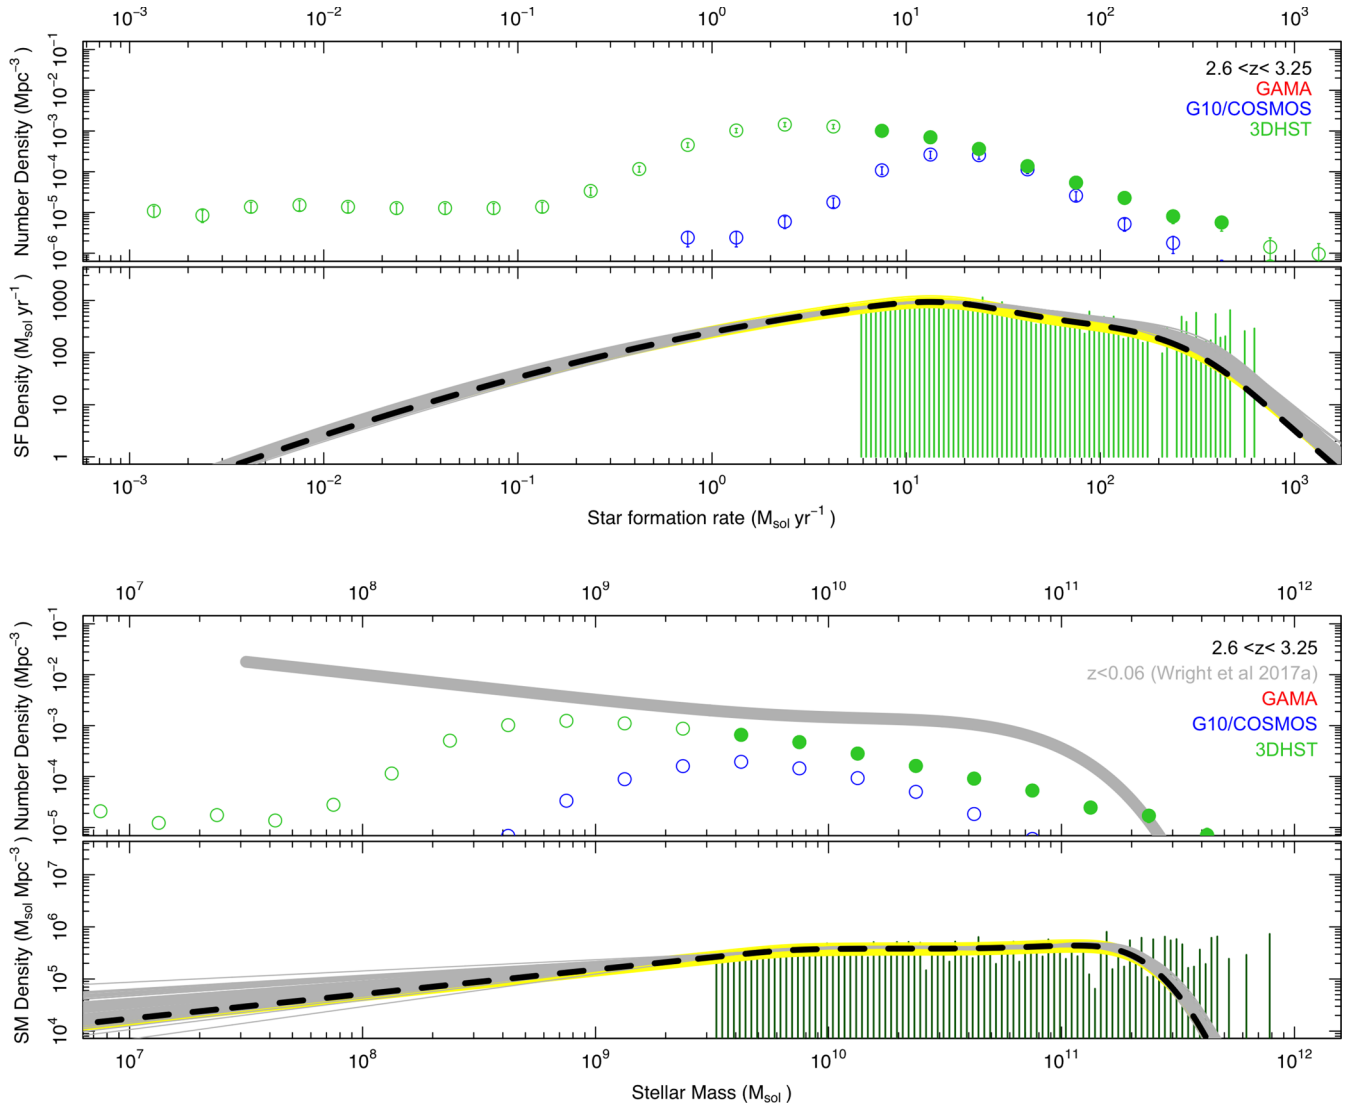 10⁻³ 10⁻² 10⁻¹ 10⁰ 10¹ 10² 10³
Number Density (Mpc⁻³ )
10⁻¹
10⁻²
10⁻³
10⁻⁴
10⁻⁵
10⁻⁶
2.6 <z< 3.25
GAMA
G10/COSMOS
3DHST
SF Density (Msol yr⁻¹ )
1000
100
10
1
10⁻³ 10⁻² 10⁻¹ 10⁰ 10¹ 10² 10³
Star formation rate (Msol yr⁻¹ )
10⁷ 10⁸ 10⁹ 10¹⁰ 10¹¹ 10¹²
Number Density (Mpc⁻³ )
10⁻¹
10⁻²
10⁻³
10⁻⁴
10⁻⁵
2.6 <z< 3.25
z<0.06 (Wright et al 2017a)
GAMA
G10/COSMOS
3DHST
SM Density (Msol Mpc⁻³ )
10⁷
10⁶
10⁵
10⁴
10⁷ 10⁸ 10⁹ 10¹⁰ 10¹¹ 10¹²
Stellar Mass (Msol )